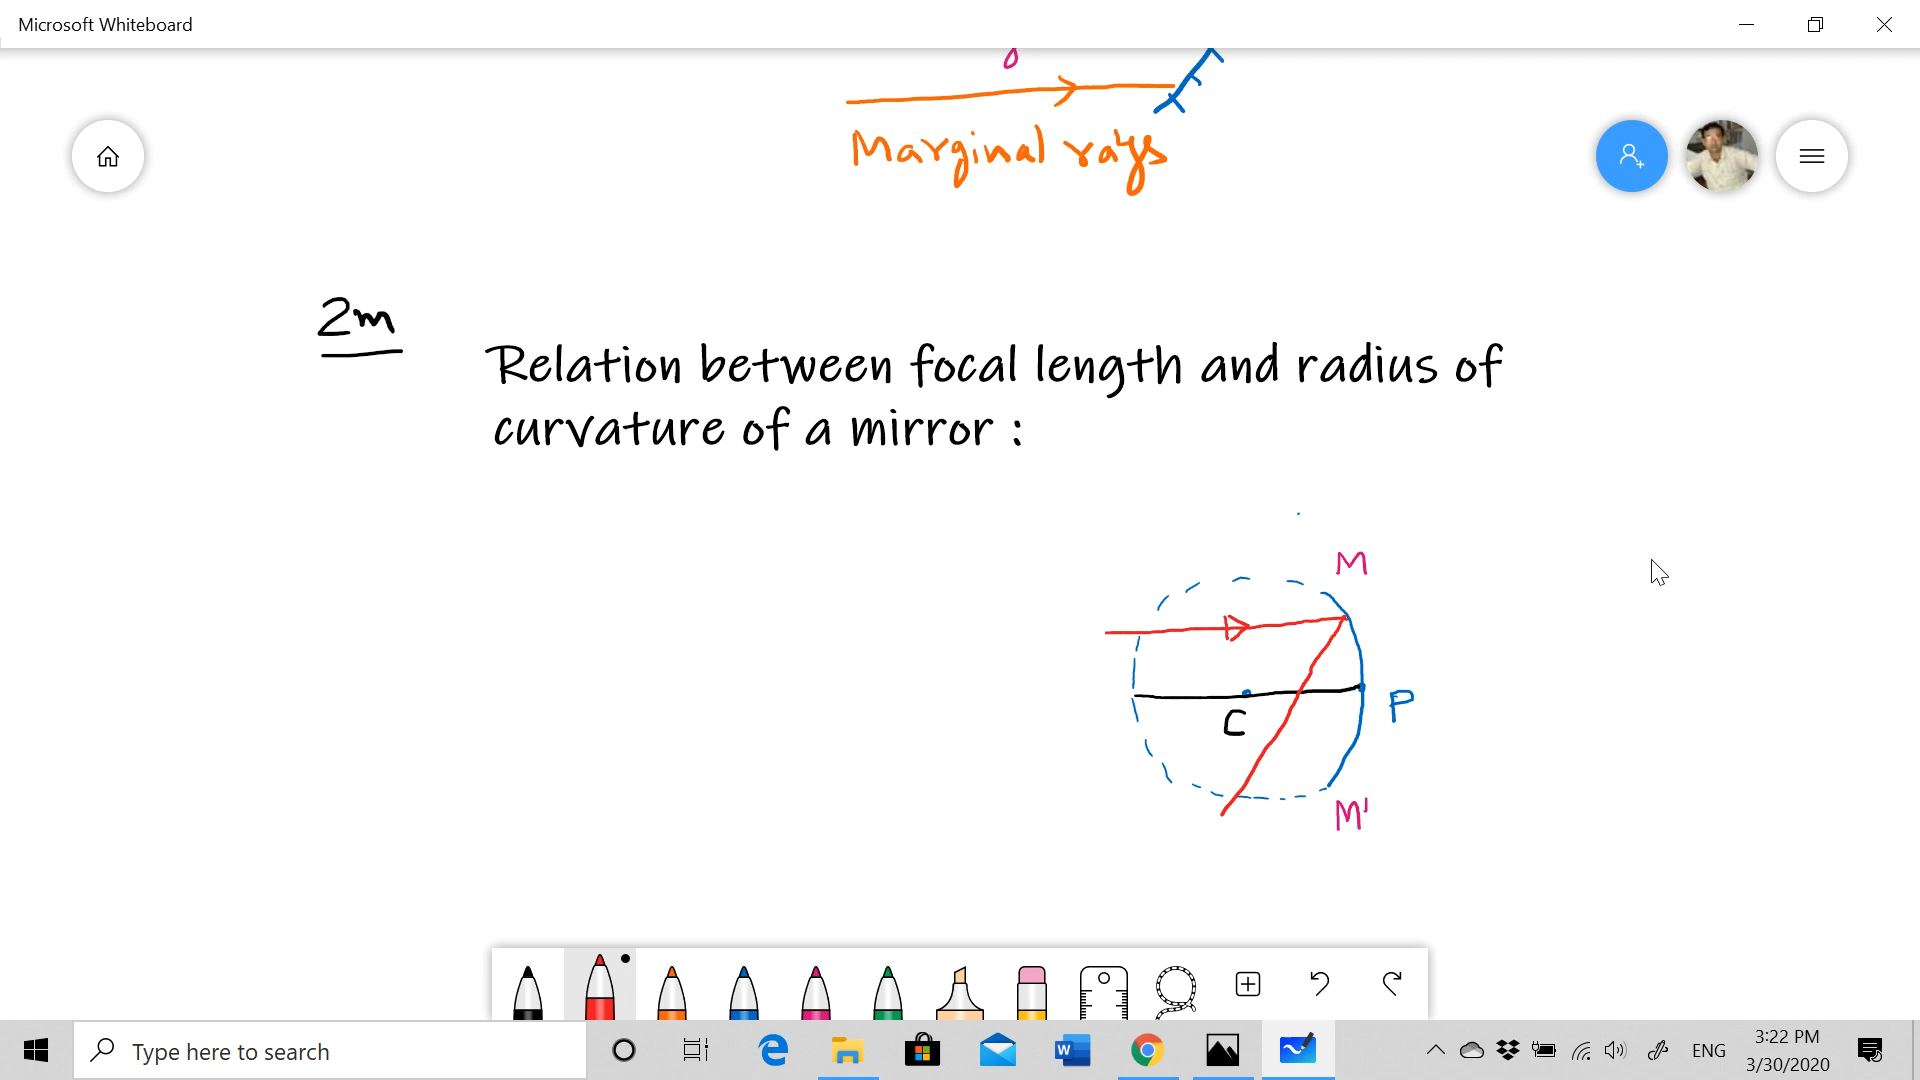 Microsoft Whiteboard
Marginal rays
2m
Relation between focal length and radius of
curvature of a mirror :
M
C
P
M'
Type here to search
ENG
3:22 PM
3/30/2020